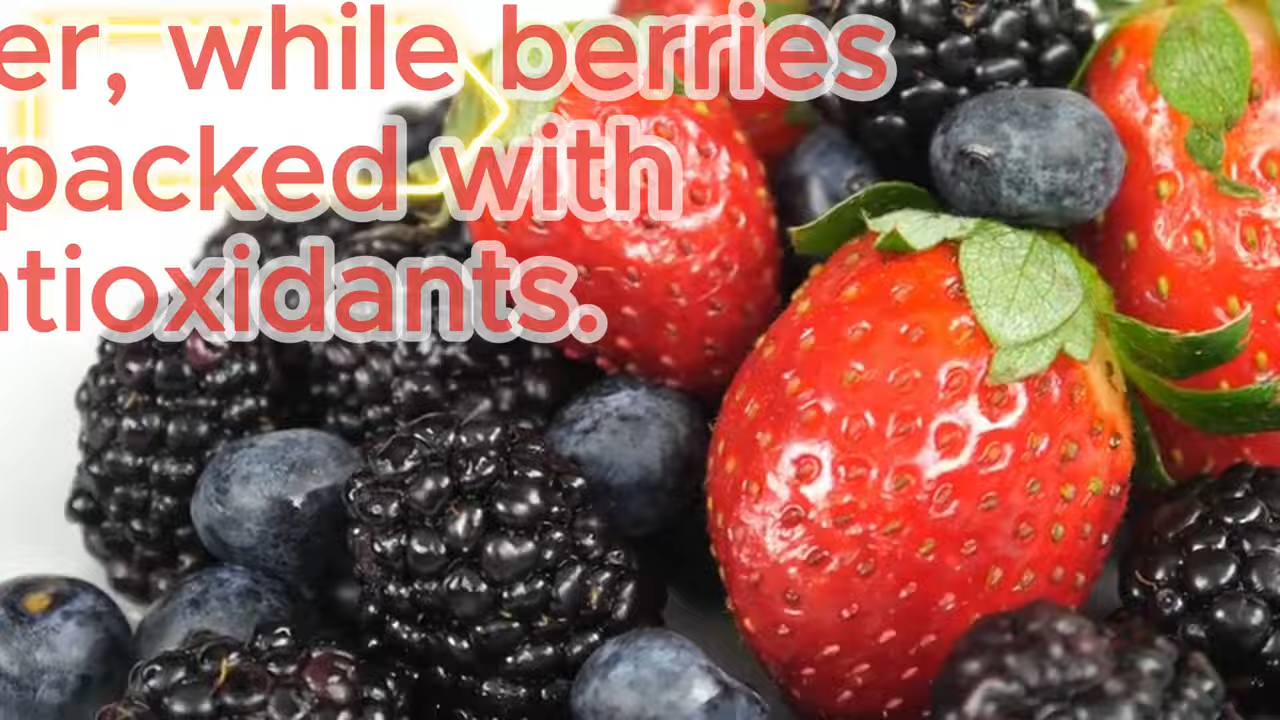 er, while berries
packed with
ntioxidants.